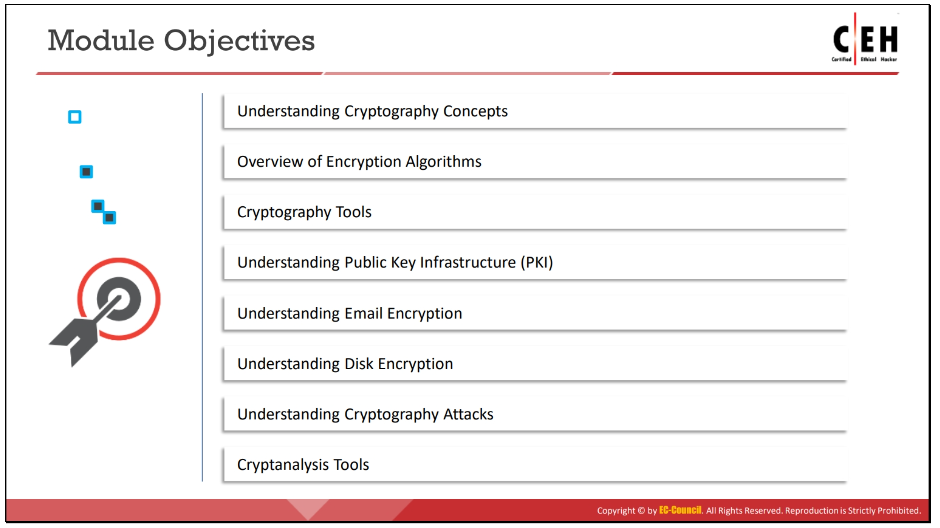 Module Objectives
C EH
Certified Ethical Hacker
Understanding Cryptography Concepts
Overview of Encryption Algorithms
Cryptography Tools
Understanding Public Key Infrastructure (PKI)
Understanding Email Encryption
Understanding Disk Encryption
Understanding Cryptography Attacks
Cryptanalysis Tools
Copyright © by EC-Council. All Rights Reserved. Reproduction is Strictly Prohibited.